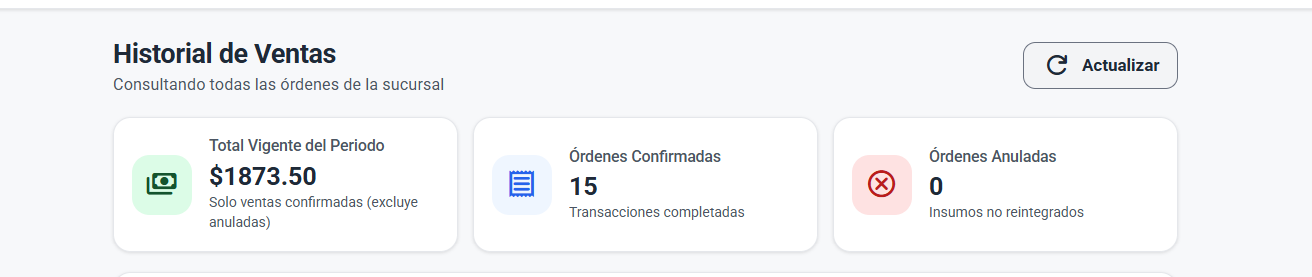 Historial de Ventas
Consultando todas las órdenes de la sucursal
Actualizar
Total Vigente del Periodo
$1873.50
Solo ventas confirmadas (excluye
anuladas)
Órdenes Confirmadas
15
Transacciones completadas
Órdenes Anuladas
0
Insumos no reintegrados